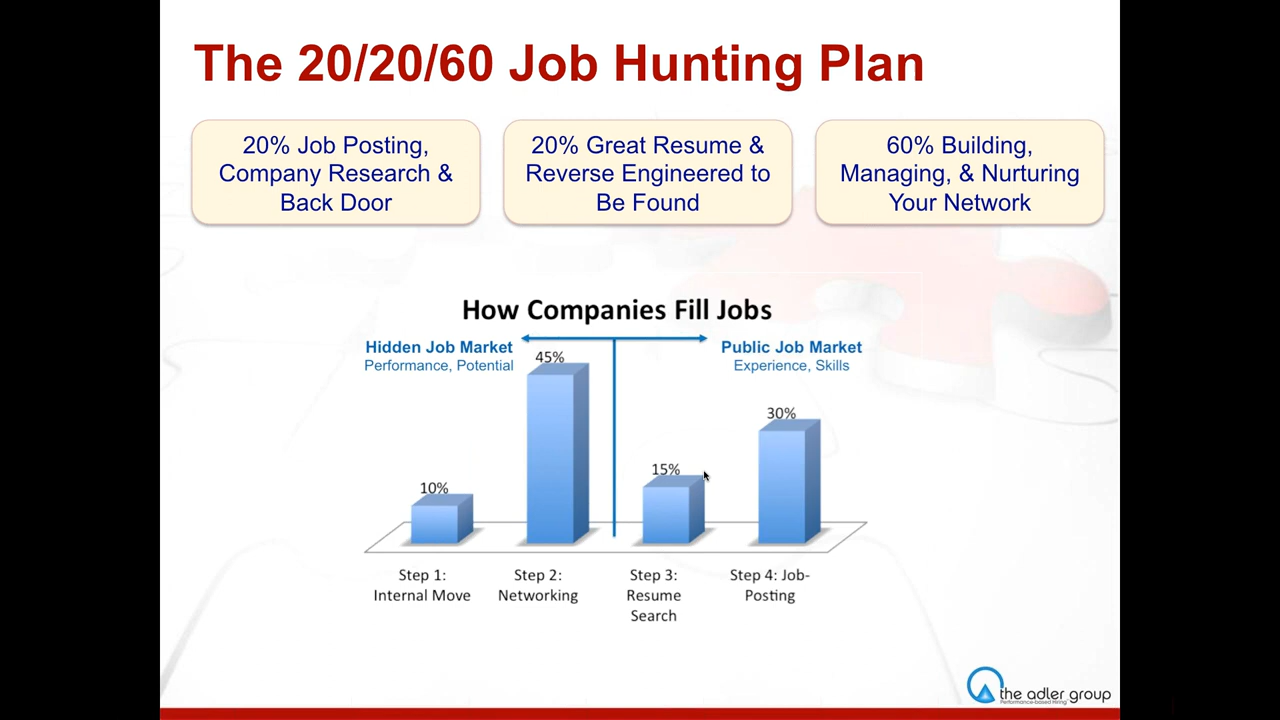 The 20/20/60 Job Hunting Plan
20% Job Posting,
Company Research &
Back Door
20% Great Resume &
Reverse Engineered to
Be Found
60% Building,
Managing, & Nurturing
Your Network
How Companies Fill Jobs
Hidden Job Market
Performance, Potential
Public Job Market
Experience, Skills
45%
30%
15%
10%
Step 1:
Internal Move
Step 2:
Networking
Step 3:
Resume
Search
Step 4: Job-
Posting
the adler group
Performance-based Hiring